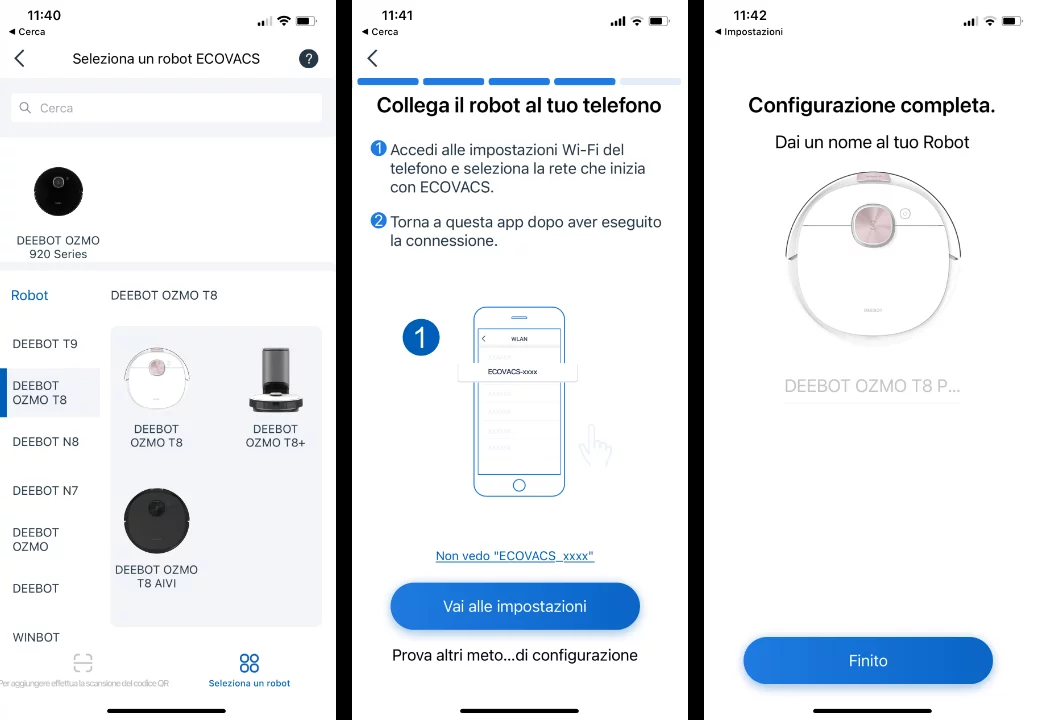 11:40
◀ Cerca
Seleziona un robot ECOVACS
?
Cerca
DEEBOT OZMO
920 Series
Robot
DEEBOT OZMO T8
DEEBOT T9
DEEBOT
OZMO T8
DEEBOT N8
DEEBOT N7
DEEBOT
OZMO
DEEBOT
WINBOT
DEEBOT
OZMO T8
DEEBOT
OZMO T8+
DEEBOT OZMO
T8 AIVI
Per aggiungere effettua la scansione del codice QR
Seleziona un robot
11:41
◀ Cerca
Collega il robot al tuo telefono
1 Accedi alle impostazioni Wi-Fi del
telefono e seleziona la rete che inizia
con ECOVACS.
2 Torna a questa app dopo aver eseguito
la connessione.
1
WLAN
ECOVACS-xxxx
Non vedo "ECOVACS_xxxx"
Vai alle impostazioni
Prova altri meto...di configurazione
11:42
◀ Impostazioni
Configurazione completa.
Dai un nome al tuo Robot
DEEBOT
DEEBOT OZMO T8 P...
Finito